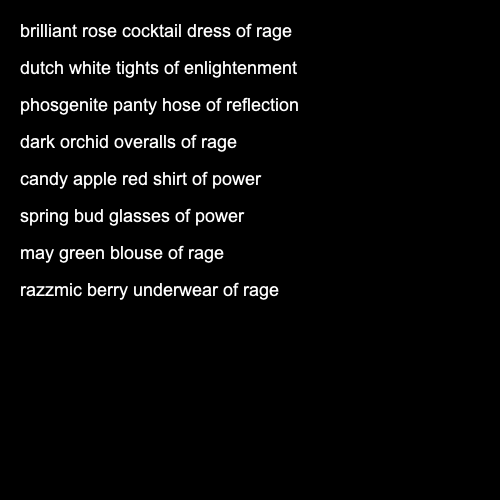 brilliant rose cocktail dress of rage
dutch white tights of enlightenment
phosgenite panty hose of reflection
dark orchid overalls of rage
candy apple red shirt of power
spring bud glasses of power
may green blouse of rage
razzmic berry underwear of rage